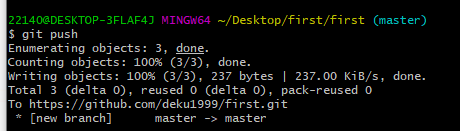 22140@DESKTOP-3FLAF4J MINGW64 ~/Desktop/first/first (master)
$ git push
Enumerating objects: 3, done.
Counting objects: 100% (3/3), done.
Writing objects: 100% (3/3), 237 bytes | 237.00 KiB/s, done.
Total 3 (delta 0), reused 0 (delta 0), pack-reused 0
To https://github.com/deku1999/first.git
 * [new branch]      master -> master